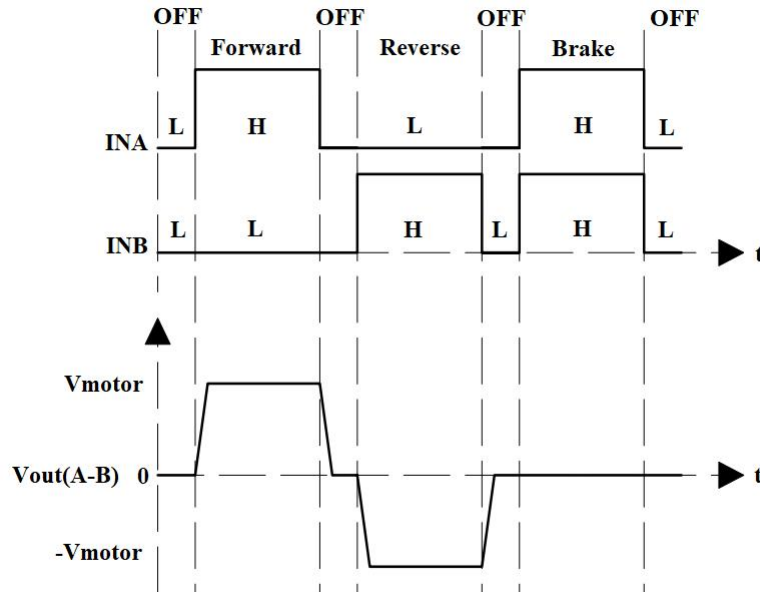 OFF OFF OFF OFF
Forward Reverse Brake
INA L H L H L
INB L L H L H L t
Vmotor
Vout(A-B) 0 t
-Vmotor